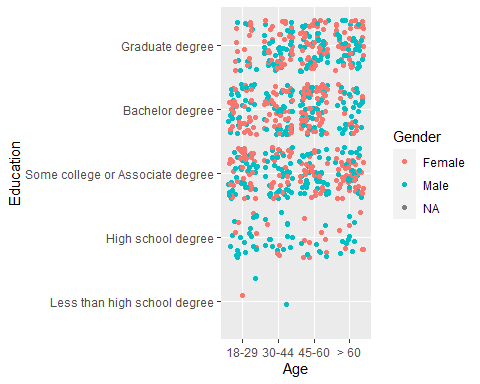 Graduate degree
Bachelor degree
Some college or Associate degree
High school degree
Less than high school degree
Education
18-29 30-44 45-60 > 60
Age
Gender
Female
Male
NA